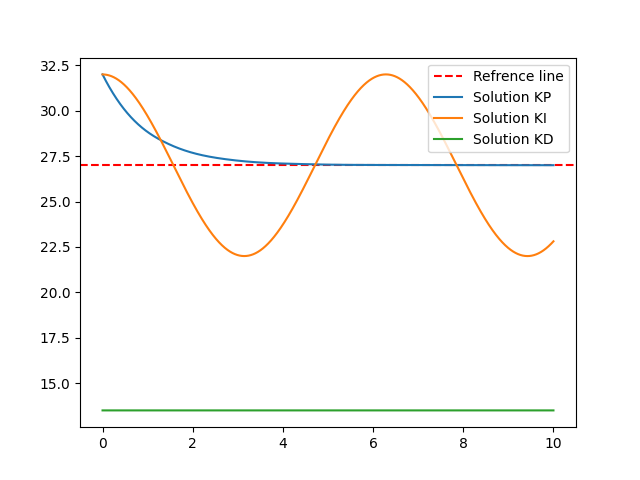 32.5
30.0
27.5
25.0
22.5
20.0
17.5
15.0
0 2 4 6 8 10
Refrence line
Solution KP
Solution KI
Solution KD